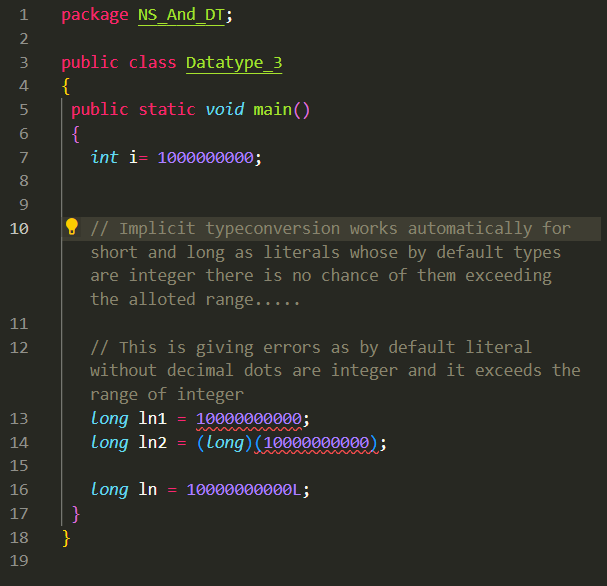 1 package NS_And_DT;
2
3 public class Datatype_3
4 {
5 public static void main()
6 {
7 int i= 1000000000;
8
9
10 // Implicit typeconversion works automatically for
short and long as literals whose by default types
are integer there is no chance of them exceeding
the alloted range.....
11
12 // This is giving errors as by default literal
without decimal dots are integer and it exceeds the
range of integer
13 long ln1 = 10000000000;
14 long ln2 = (long)(10000000000);
15
16 long ln = 10000000000L;
17 }
18 }
19